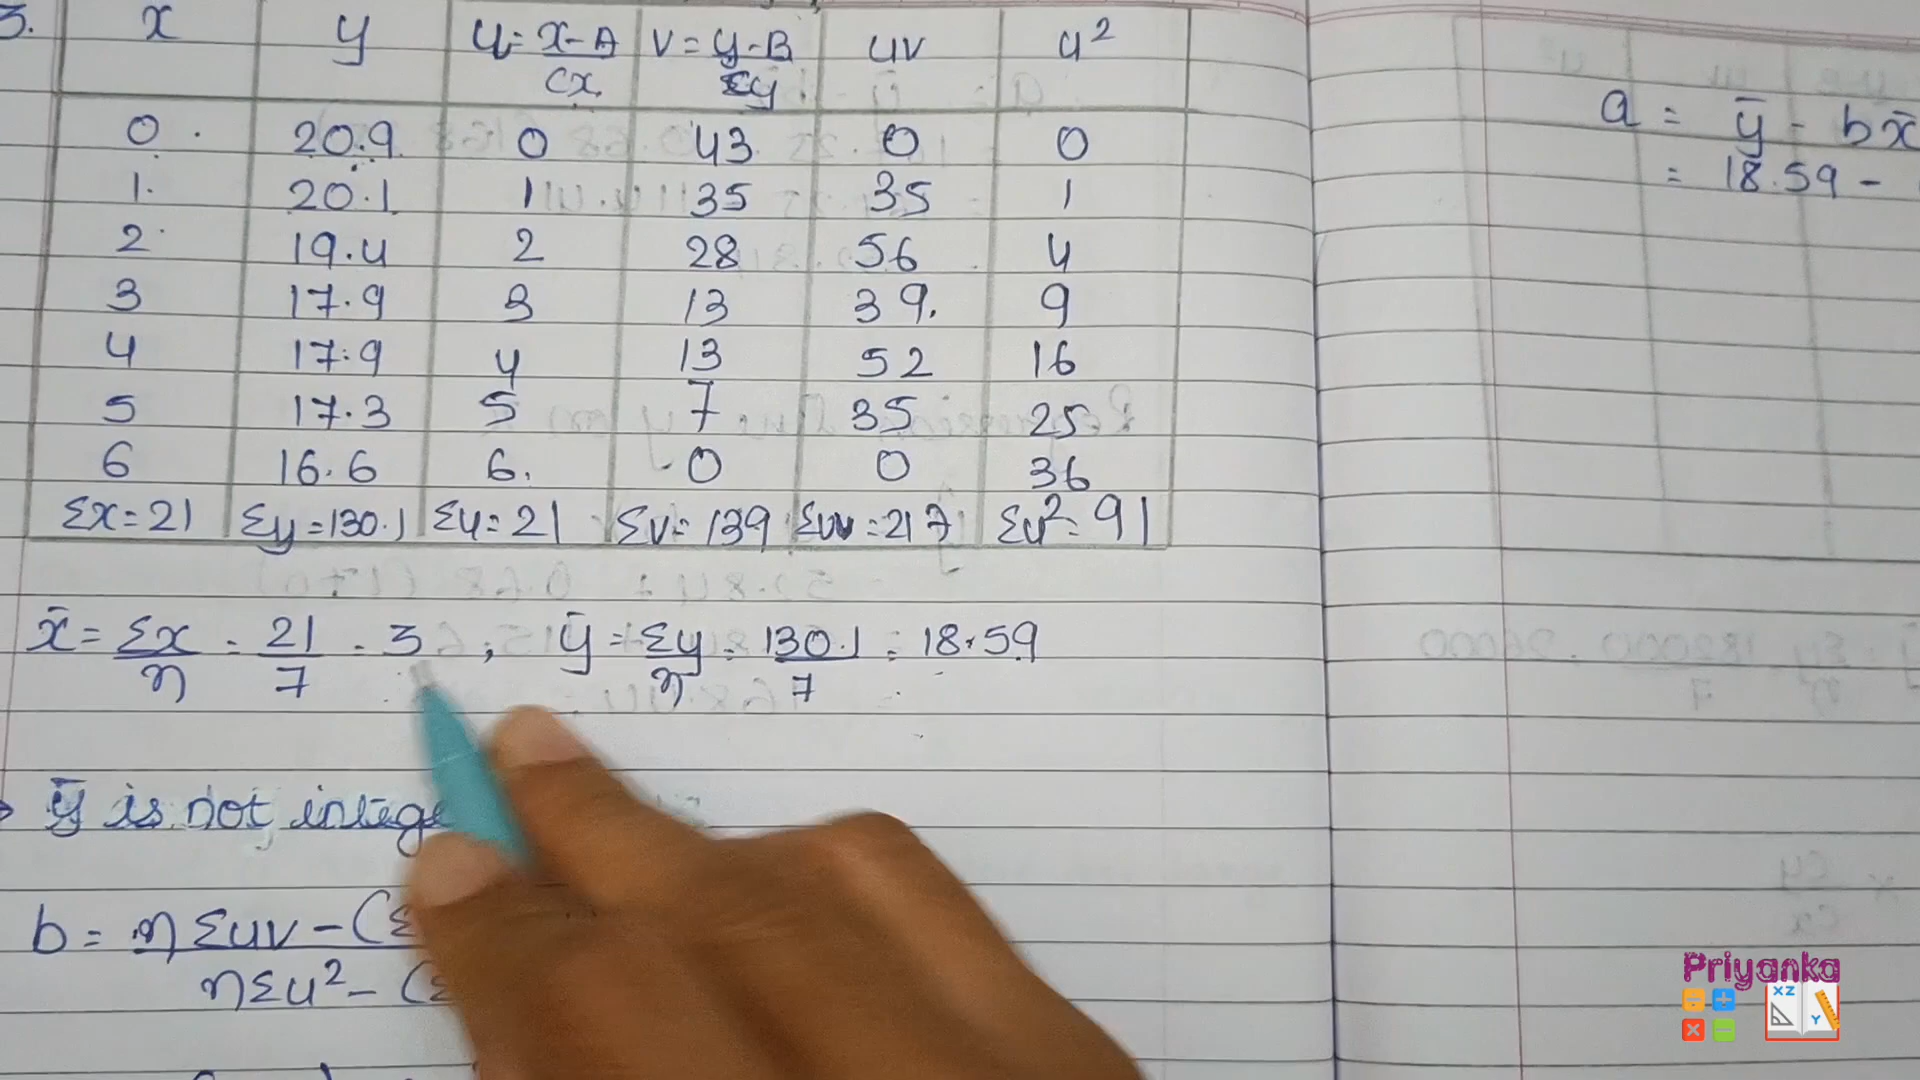 3. x y u = x-A v = y-B uv u²
Cx Cy
0 20.9 0 43 0 0
1 20.1 1 35 35 1
2 19.4 2 28 56 4
3 17.9 3 13 39 9
4 17.9 4 13 52 16
5 17.3 5 7 35 25
6 16.6 6 0 0 36
Σx = 21 Σy = 130.1 Σu = 21 Σv = 139 Σuv = 217 Σu² = 91
x̄ = Σx = 21 = 3 ; ȳ = Σy = 130.1 = 18.59
n 7 n 7
ȳ is not intege
b = nΣuv - (Σ
nΣu² - (Σ
a = ȳ - bx̄
= 18.59 -
Priyanka
XZ
Y